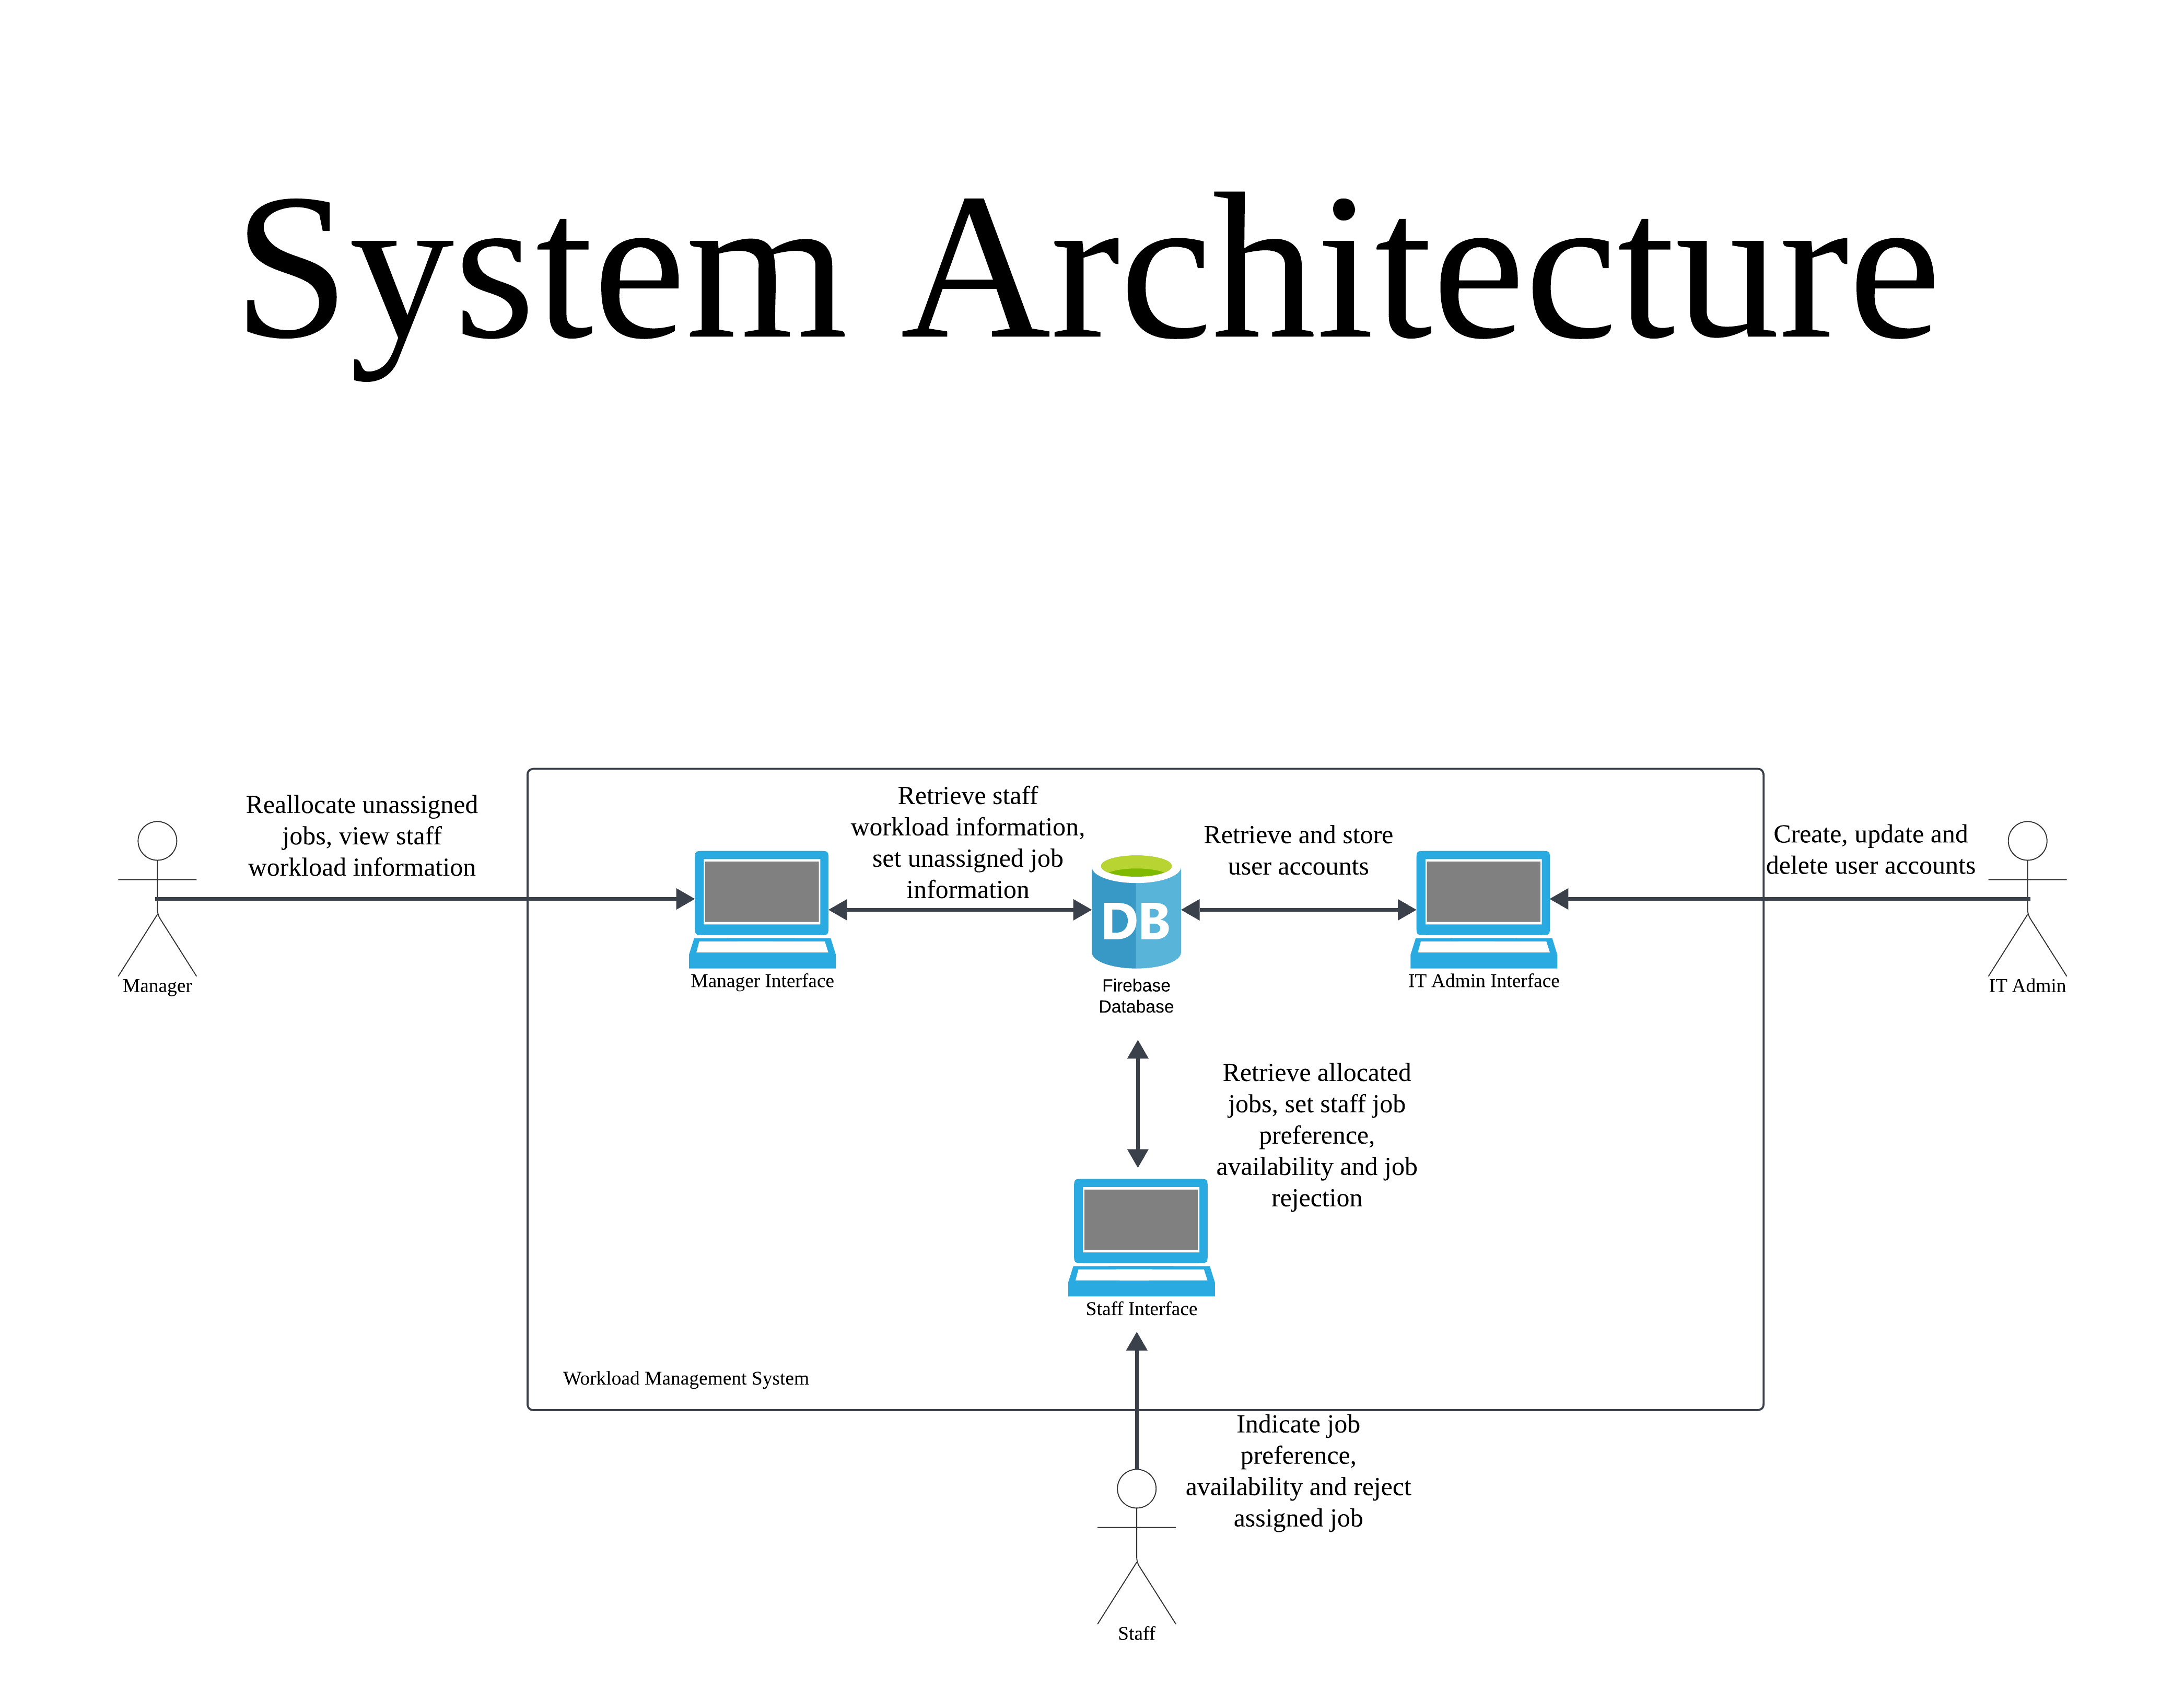 System Architecture
Reallocate unassigned
jobs, view staff
workload information
Manager
Retrieve staff
workload information,
set unassigned job
information
Manager Interface
DB
Firebase
Database
Retrieve and store
user accounts
IT Admin Interface
Create, update and
delete user accounts
IT Admin
Retrieve allocated
jobs, set staff job
preference,
availability and job
rejection
Staff Interface
Workload Management System
Indicate job
preference,
availability and reject
assigned job
Staff